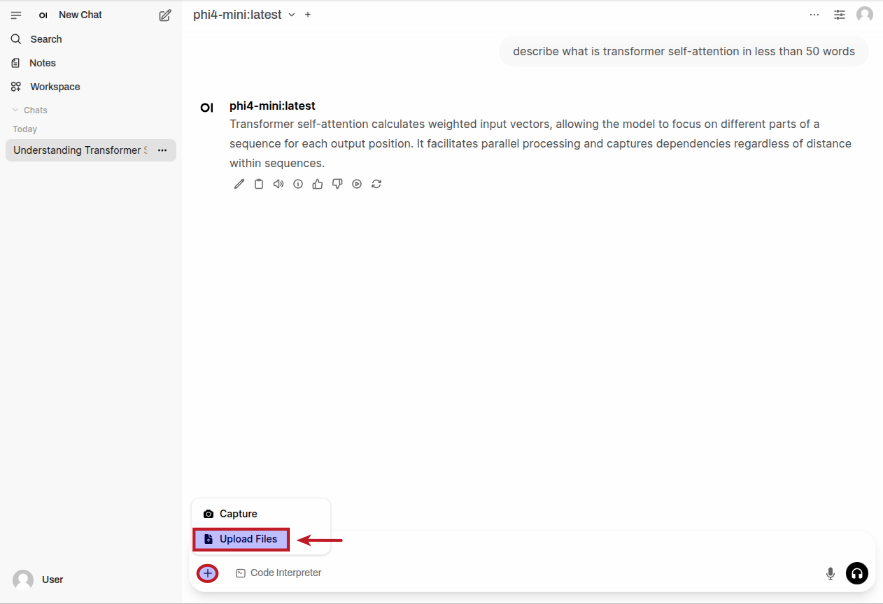 OI New Chat
phi4-mini:latest
Search
Notes
Workspace
Chats
Today
Understanding Transformer
describe what is transformer self-attention in less than 50 words
OI phi4-mini:latest
Transformer self-attention calculates weighted input vectors, allowing the model to focus on different parts of a
sequence for each output position. It facilitates parallel processing and captures dependencies regardless of distance
within sequences.
Capture
Upload Files
Code Interpreter
User